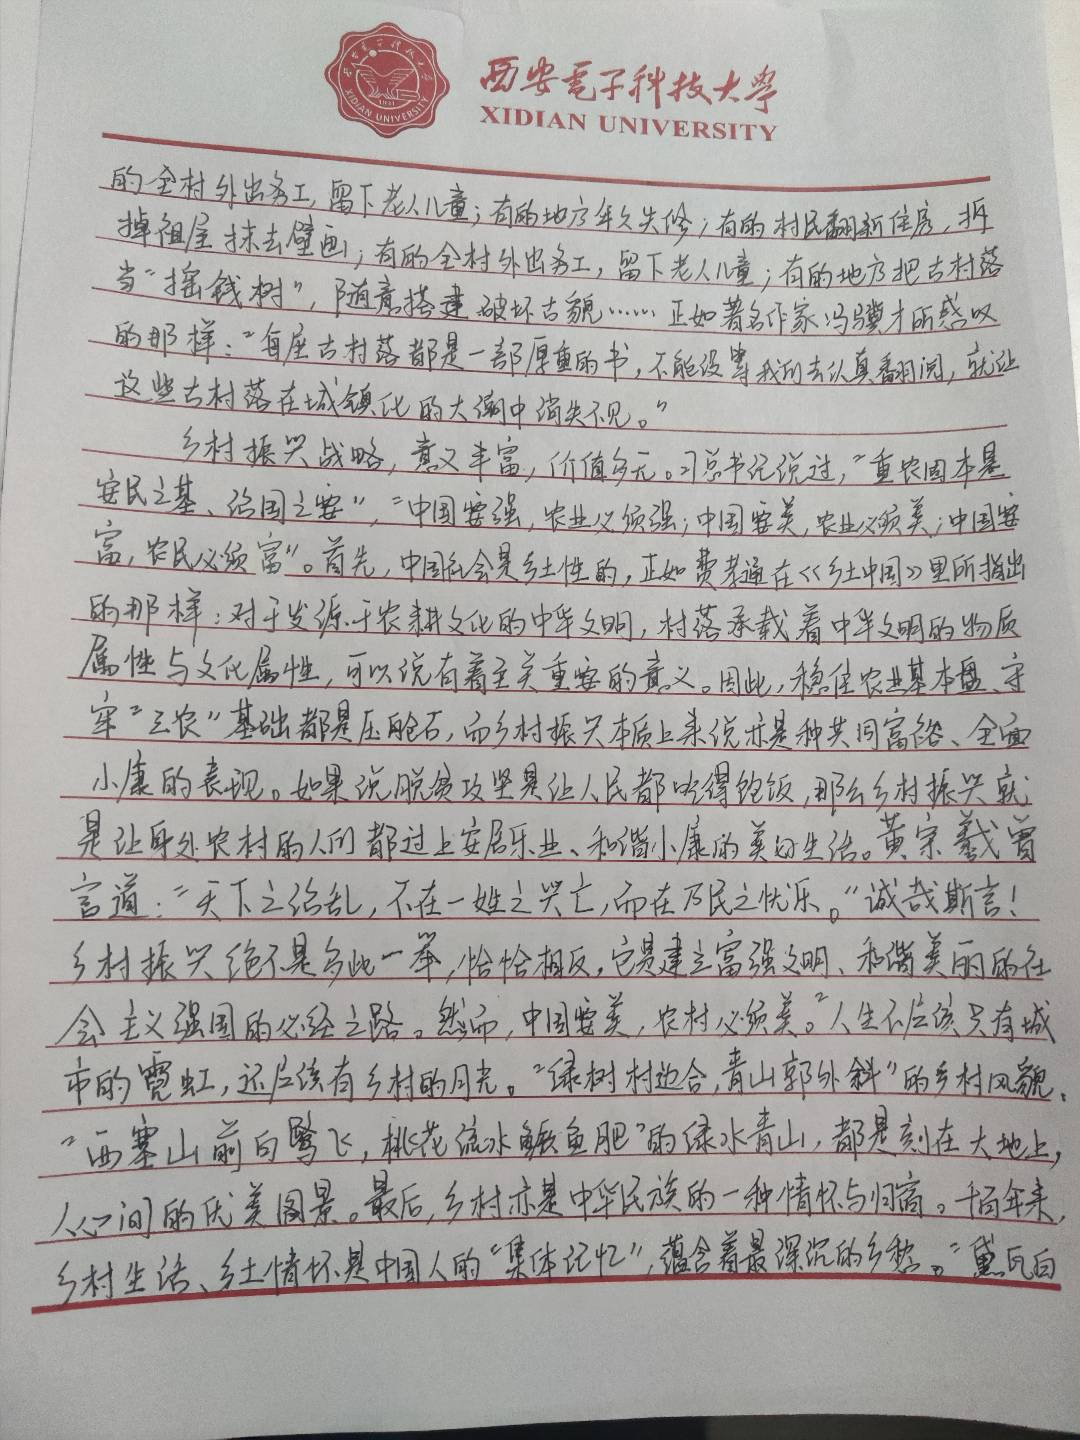 西安電子科技大學
XIDIAN UNIVERSITY
XIDIAN UNIVERSITY
1931
的全村外出务工，留下老人儿童；有的地方年久失修；有的村民翻新住房，拆
掉祖屋抹去壁画；有的全村外出务工，留下老人儿童；有的地方把古村落
当“摇钱树”，随意搭建破坏古貌……正如著名作家冯骥才所感叹
的那样：“每座古村落都是一部厚重的书，不能没等我们去认真翻阅，就让
这些古村落在城镇化的大潮中消失不见。”
乡村振兴战略，意义丰富，价值多元。习总书记说过，“重农固本是
安民之基、治国之要”，“中国要强，农业必须强；中国要美，农业必须美；中国要
富，农民必须富”。首先，中国社会是乡土性的，正如费孝通在《乡土中国》里所指出
的那样：对于发源于农耕文化的中华文明，村落承载着中华文明的物质
属性与文化属性，可以说有着至关重要的意义。因此，稳住农业基本盘、守
牢“三农”基础都是压舱石，而乡村振兴本质上来说亦是种共同富裕、全面
小康的表现。如果说脱贫攻坚是让人民都吃得饱饭，那么乡村振兴就
是让身处农村的人们都过上安居乐业、和谐小康的美好生活。黄宗羲曾
言道：“天下之治乱，不在一姓之兴亡，而在乃民之忧乐。”诚哉斯言！
乡村振兴绝不是多此一举，恰恰相反，它是建立富强文明、和谐美丽的社
会主义强国的必经之路。然而，中国要美，农村必须美。“人生不应该只有城
市的霓虹，还应该有乡村的月光。“绿树村边合，青山郭外斜”的乡村风貌、
“西塞山前白鹭飞，桃花流水鳜鱼肥”的绿水青山，都是刻在大地上，
人心间的优美图景。最后，乡村亦是中华民族的一种情怀与归宿。千百年来，
乡村生活、乡土情怀是中国人的“集体记忆”，蕴含着最深沉的乡愁。“黛瓦白